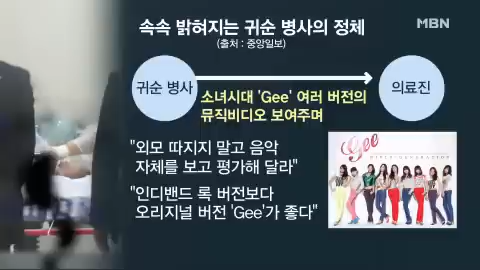 MBN
속속 밝혀지는 귀순 병사의 정체
(출처 : 중앙일보)
귀순 병사
의료진
소녀시대 'Gee' 여러 버전의
뮤직비디오 보여주며
"외모 따지지 말고 음악
자체를 보고 평가해 달라"
"인디밴드 록 버전보다
오리지널 버전 'Gee'가 좋다"
Gee
GIRLS' GENERATION